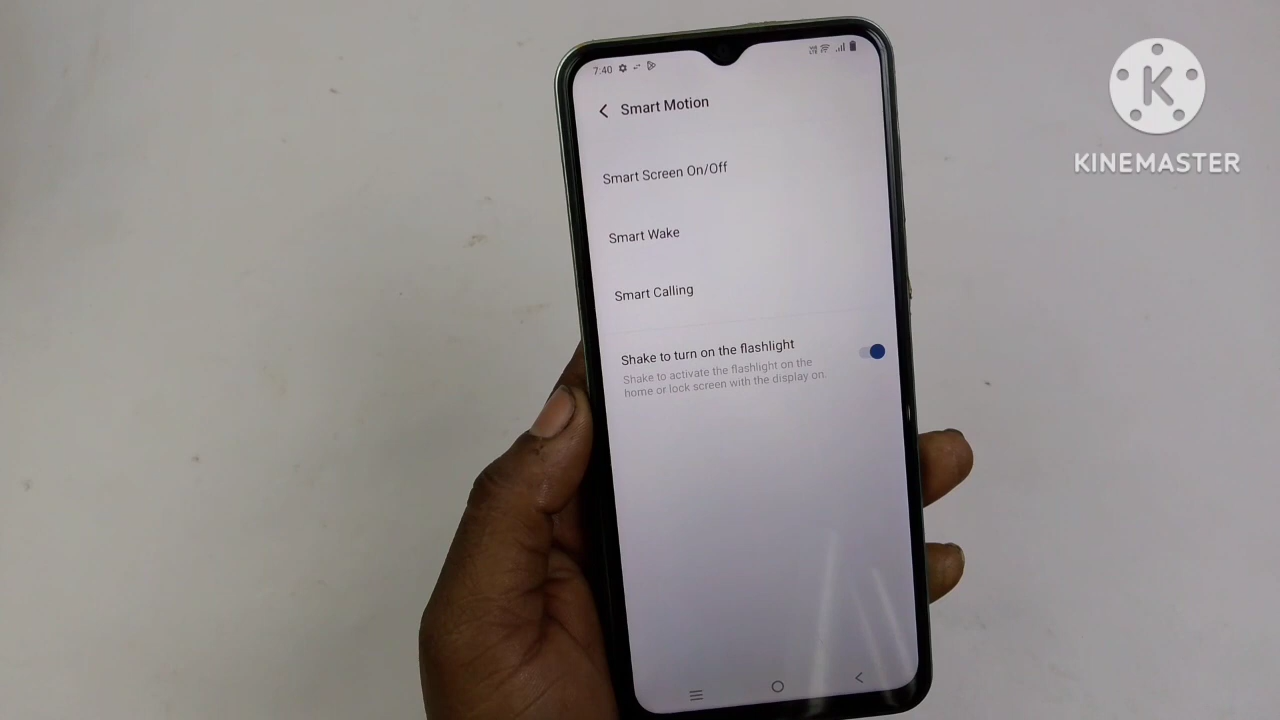 7:40
Smart Motion
Smart Screen On/Off
Smart Wake
Smart Calling
Shake to turn on the flashlight
Shake to activate the flashlight on the
home or lock screen with the display on.
K
KINEMASTER